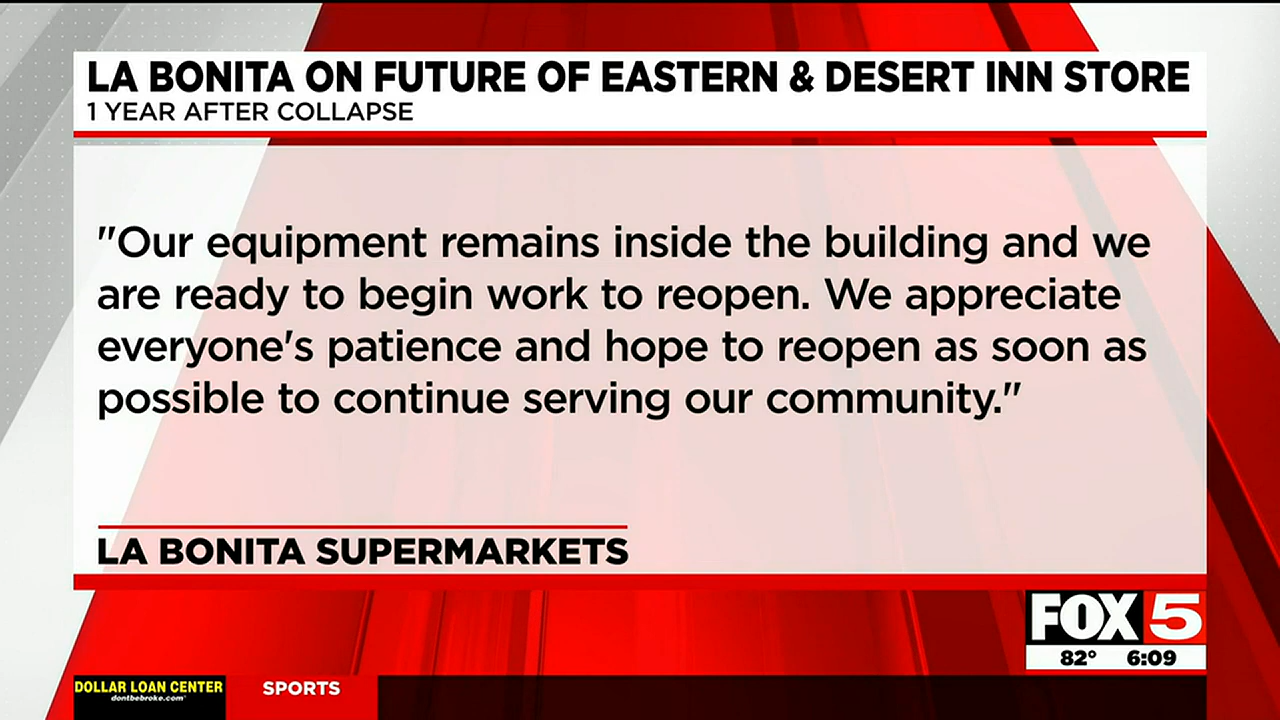 LA BONITA ON FUTURE OF EASTERN & DESERT INN STORE
1 YEAR AFTER COLLAPSE
"Our equipment remains inside the building and we
are ready to begin work to reopen. We appreciate
everyone's patience and hope to reopen as soon as
possible to continue serving our community."
LA BONITA SUPERMARKETS
FOX 5
82° 6:09
DOLLAR LOAN CENTER
dontbebroke.com
SPORTS